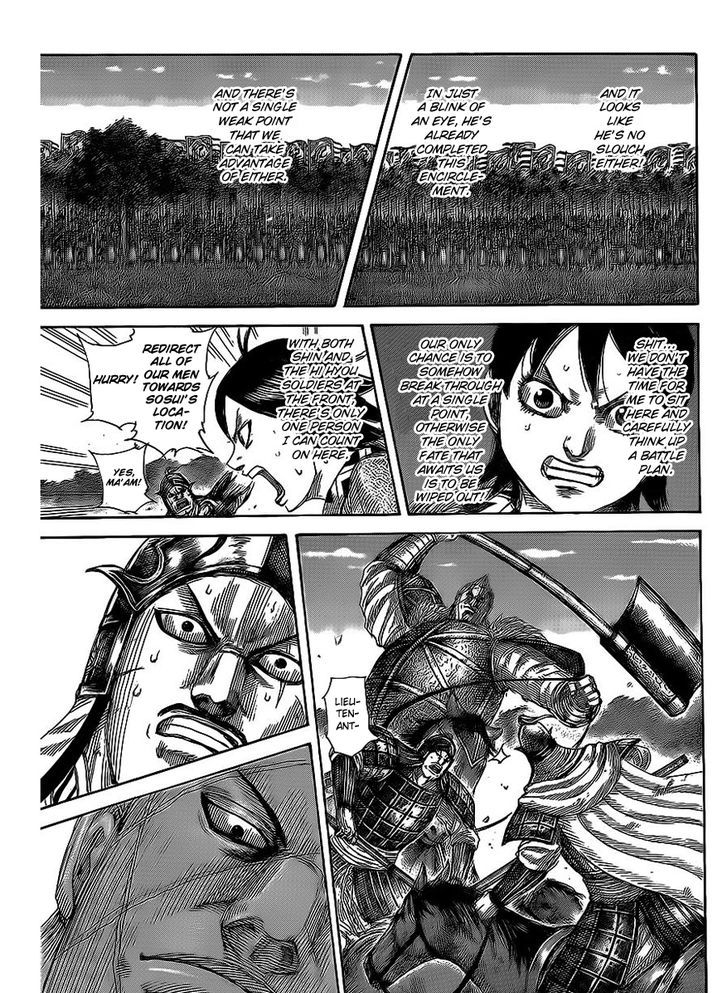 AND IT
LOOKS
LIKE
HE'S NO
SLOUCH
EITHER!
IN JUST
A BLINK OF
AN EYE, HE'S
ALREADY
COMPLETED
THIS
ENCIRCLE-
MENT.
AND THERE'S
NOT A SINGLE
WEAK POINT
THAT WE
CAN TAKE
ADVANTAGE
OF EITHER.
SHIT...
WE DON'T
HAVE THE
TIME FOR
ME TO SIT
HERE AND
CAREFULLY
THINK UP
A BATTLE
PLAN.
OUR ONLY
CHANCE IS TO
SOMEHOW
BREAK THROUGH
AT A SINGLE
POINT,
OTHERWISE
THE ONLY
FATE THAT
AWAITS US
IS TO BE
WIPED OUT!
WITH BOTH
SHIN AND
THE HI HYOU
SOLDIERS AT
THE FRONT,
THERE'S ONLY
ONE PERSON
I CAN COUNT
ON HERE.
REDIRECT
ALL OF
OUR MEN
TOWARDS
SOSUI'S
LOCA-
TION!
HURRY!
YES,
MA'AM!
LIEU-
TEN-
ANT-